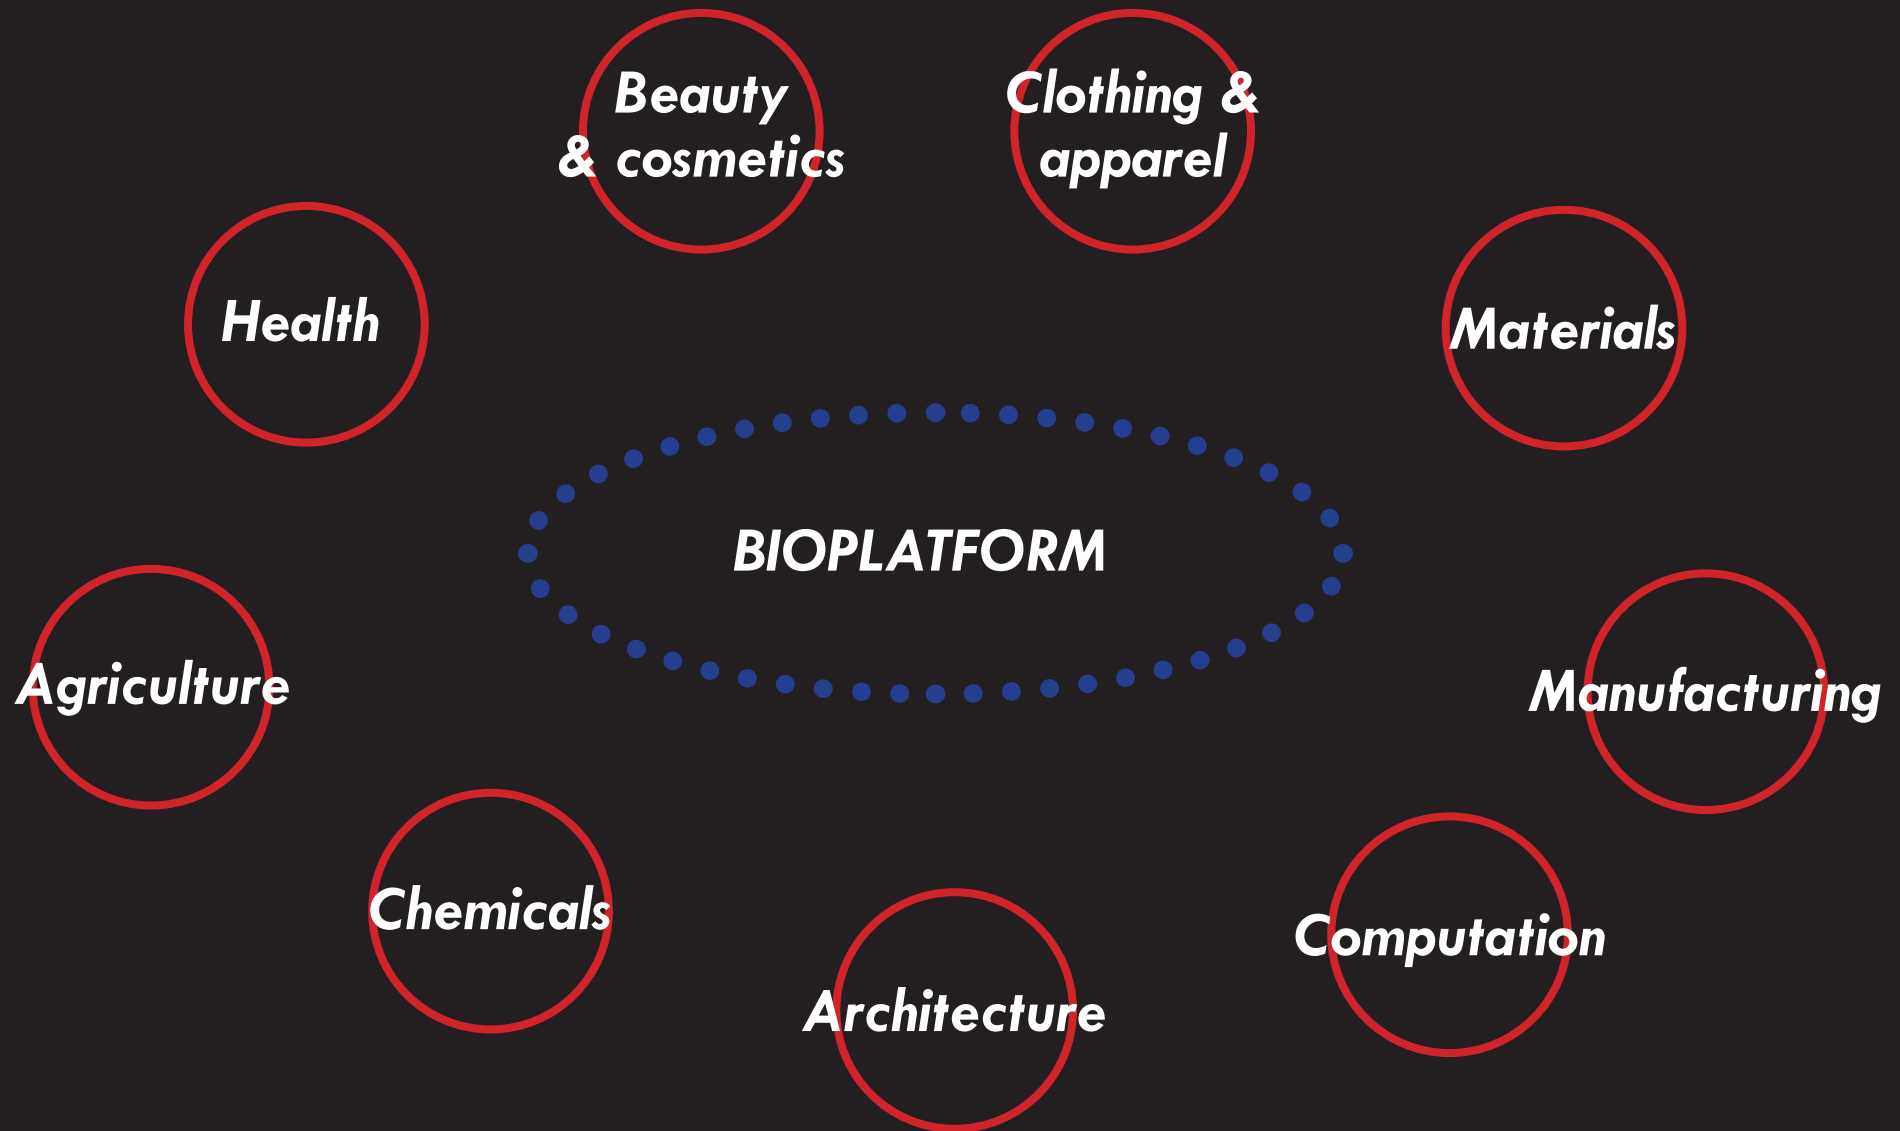 Beauty
& cosmetics
Clothing &
apparel
Health
Materials
BIOPLATFORM
Agriculture
Manufacturing
Chemicals
Computation
Architecture